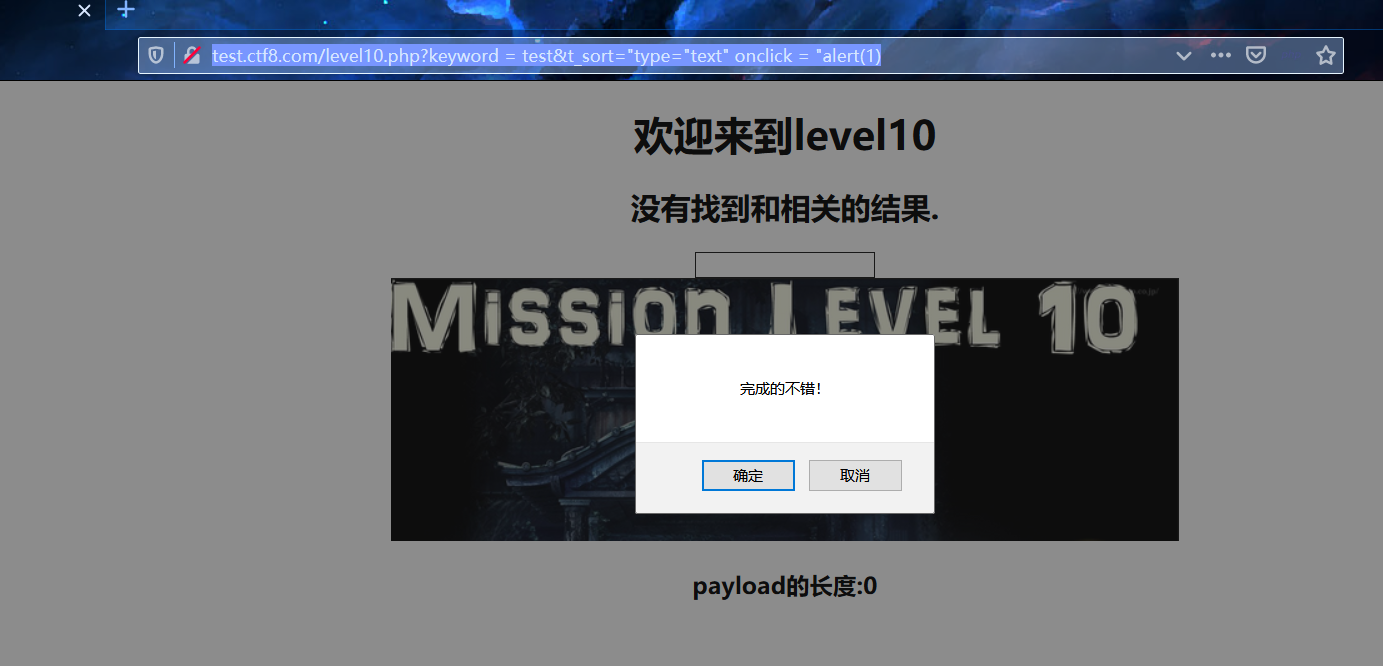 test.ctf8.com/level10.php?keyword = test&t_sort="type="text" onclick = "alert(1)
欢迎来到level10
没有找到和相关的结果.
Mission Level 10
完成的不错!
确定
取消
payload的长度:0